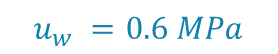 u_w = 0.6 MPa